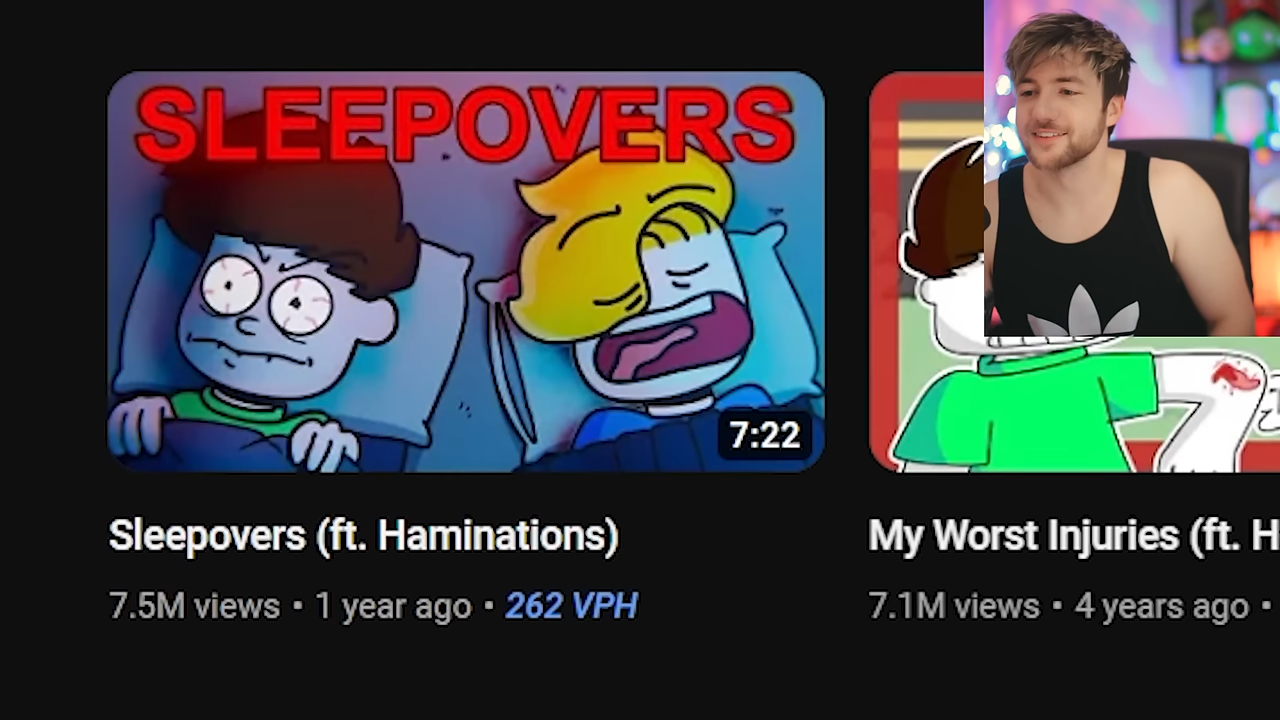 SLEEPOVERS
7:22
Sleepovers (ft. Haminations)
7.5M views • 1 year ago • 262 VPH
My Worst Injuries (ft. H
7.1M views • 4 years ago •